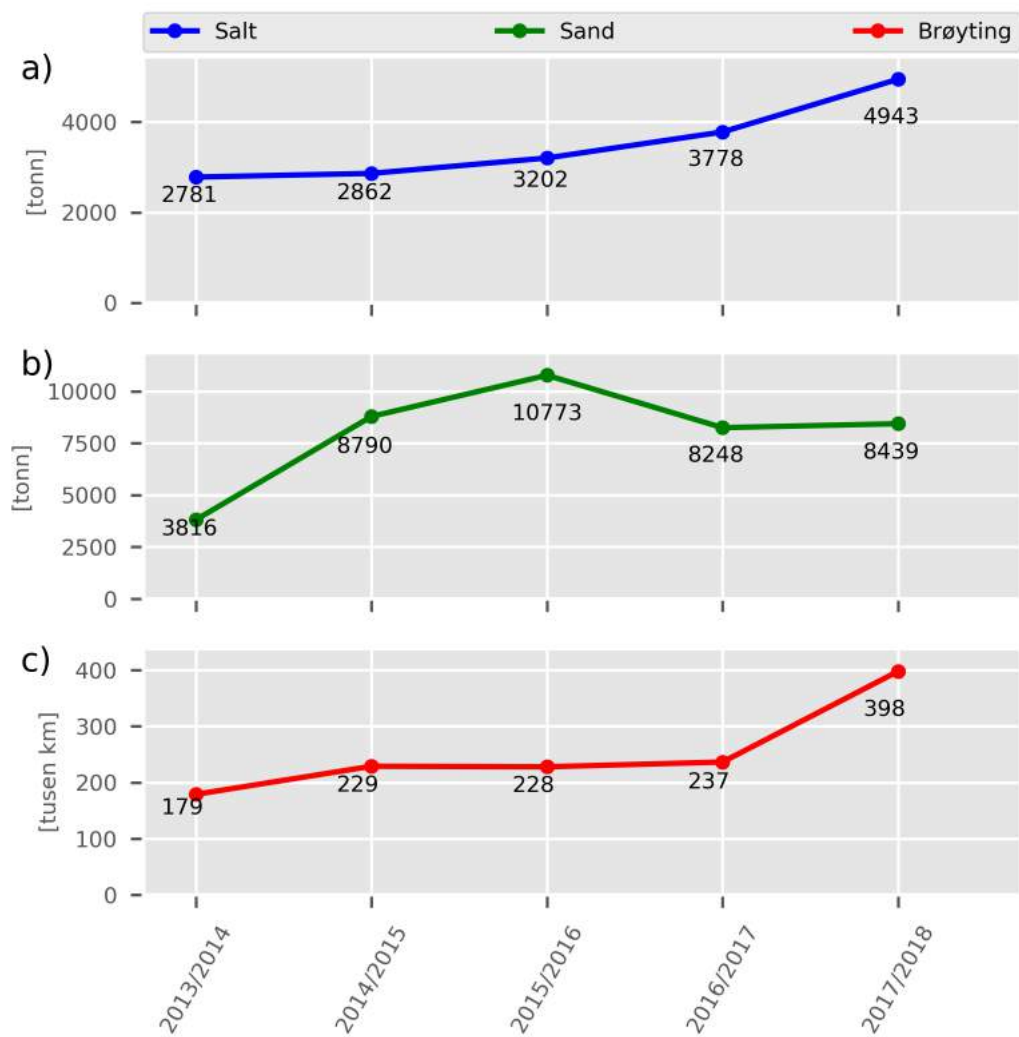 Salt Sand Brøyting
a)
[tonn]
4000
2000
0
2781 2862 3202 3778 4943
b)
[tonn]
10000
7500
5000
2500
0
3816 8790 10773 8248 8439
c)
[tusen km]
400
300
200
100
0
179 229 228 237 398
2013/2014 2014/2015 2015/2016 2016/2017 2017/2018